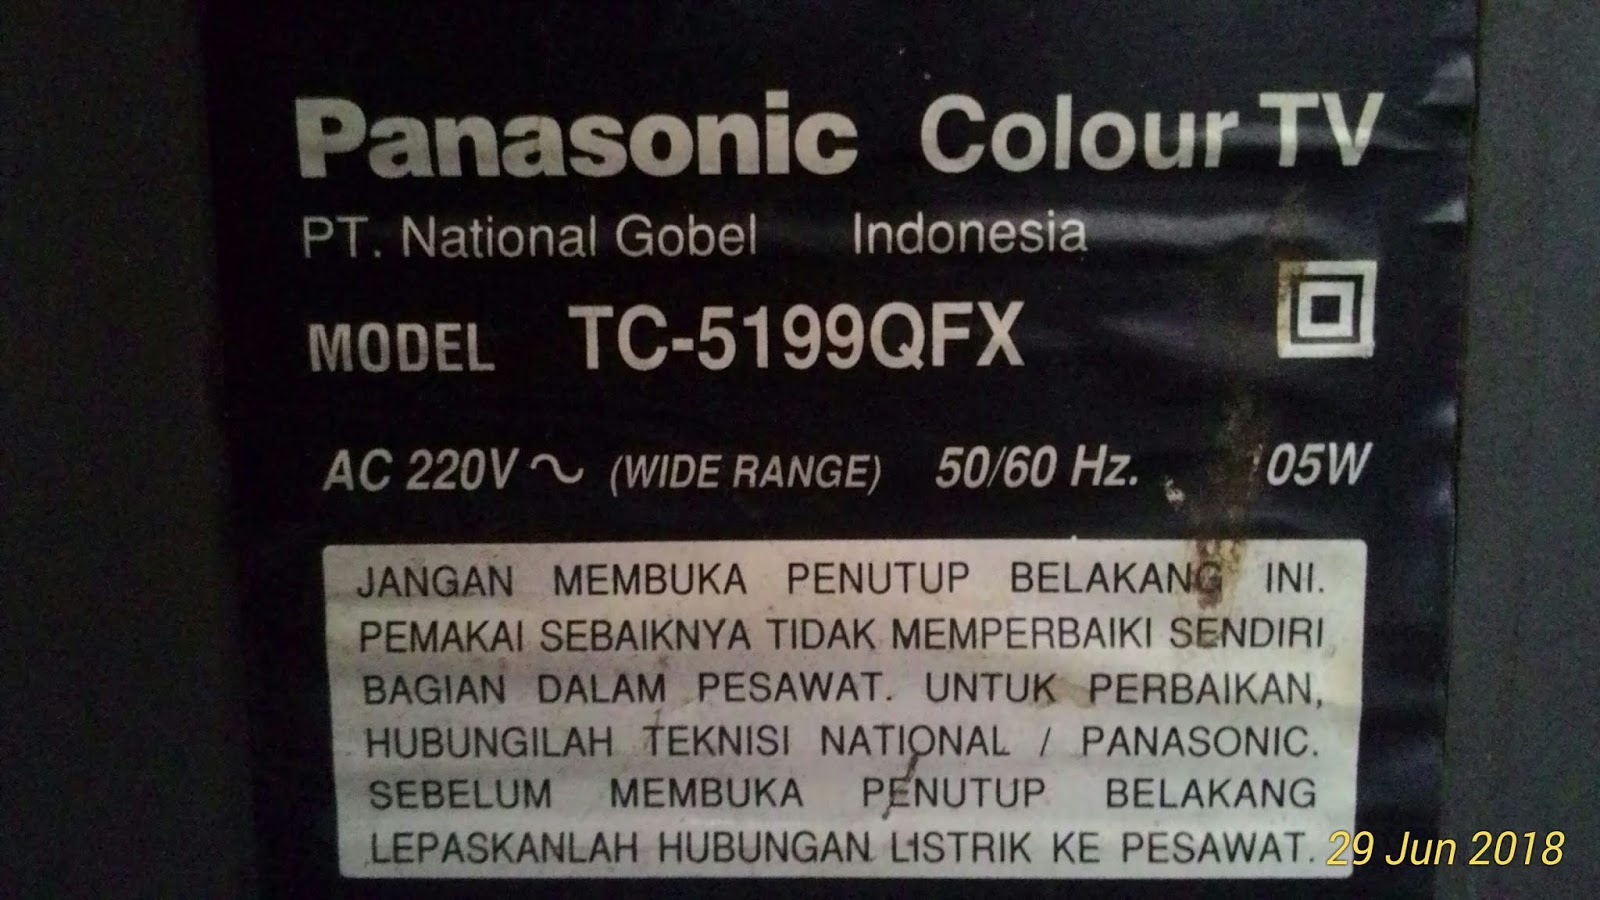 Panasonic Colour TV
PT. National Gobel Indonesia
MODEL TC-5199QFX
AC 220V ~ (WIDE RANGE) 50/60 Hz. 105W
JANGAN MEMBUKA PENUTUP BELAKANG INI.
PEMAKAI SEBAIKNYA TIDAK MEMPERBAIKI SENDIRI
BAGIAN DALAM PESAWAT. UNTUK PERBAIKAN,
HUBUNGILAH TEKNISI NATIONAL / PANASONIC.
SEBELUM MEMBUKA PENUTUP BELAKANG
LEPASKANLAH HUBUNGAN LISTRIK KE PESAWAT.
29 Jun 2018